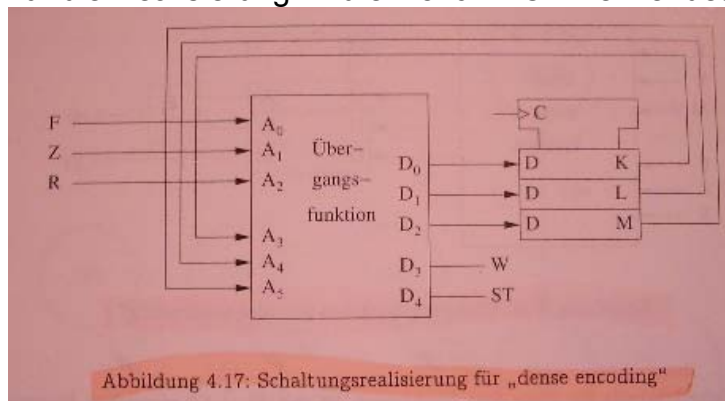 F
Z
R
A₀
A₁
A₂
A₃
A₄
A₅
Über-
gangs-
funktion
D₀
D₁
D₂
D₃
D₄
W
ST
C
D K
D L
D M
Abbildung 4.17: Schaltungsrealisierung für „dense encoding“